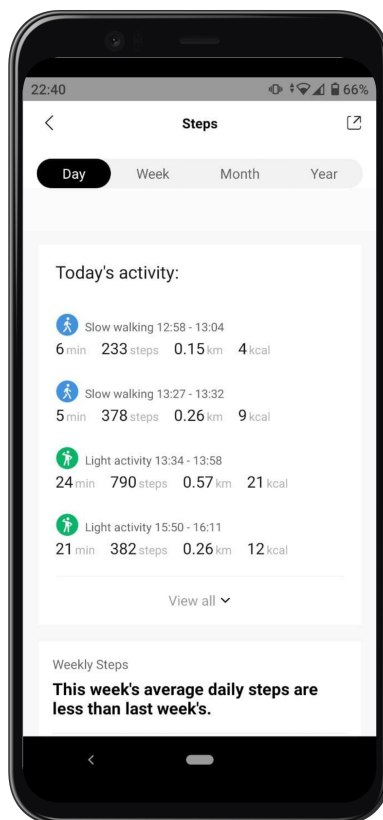 22:40 66%
Steps
Day Week Month Year
Today's activity:
Slow walking 12:58 - 13:04
6 min 233 steps 0.15 km 4 kcal
Slow walking 13:27 - 13:32
5 min 378 steps 0.26 km 9 kcal
Light activity 13:34 - 13:58
24 min 790 steps 0.57 km 21 kcal
Light activity 15:50 - 16:11
21 min 382 steps 0.26 km 12 kcal
View all
Weekly Steps
This week's average daily steps are
less than last week's.